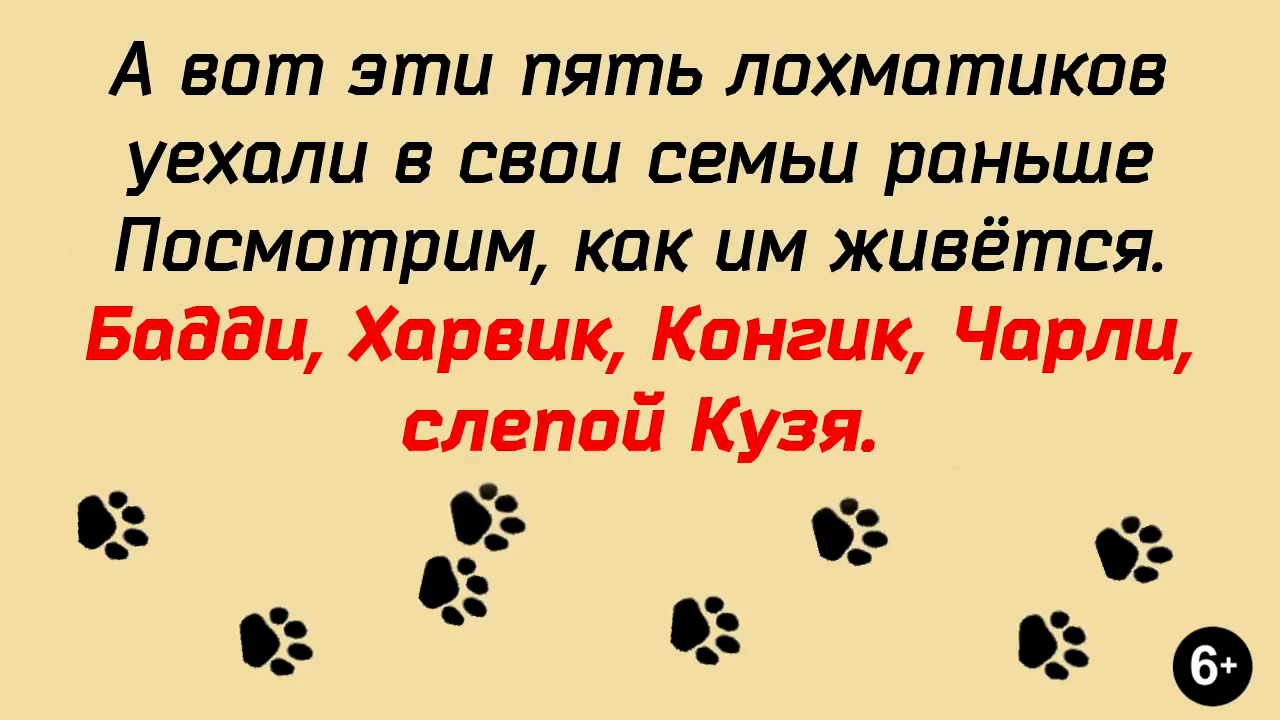 А вот эти пять лохматиков
уехали в свои семьи раньше
Посмотрим, как им живётся.
Бадди, Харвик, Конгик, Чарли,
слепой Кузя.
6+